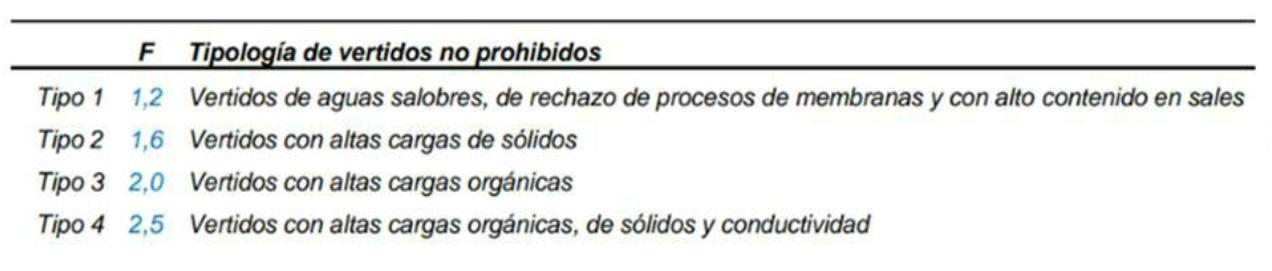 F Tipología de vertidos no prohibidos
Tipo 1 1,2 Vertidos de aguas salobres, de rechazo de procesos de membranas y con alto contenido en sales
Tipo 2 1,6 Vertidos con altas cargas de sólidos
Tipo 3 2,0 Vertidos con altas cargas orgánicas
Tipo 4 2,5 Vertidos con altas cargas orgánicas, de sólidos y conductividad